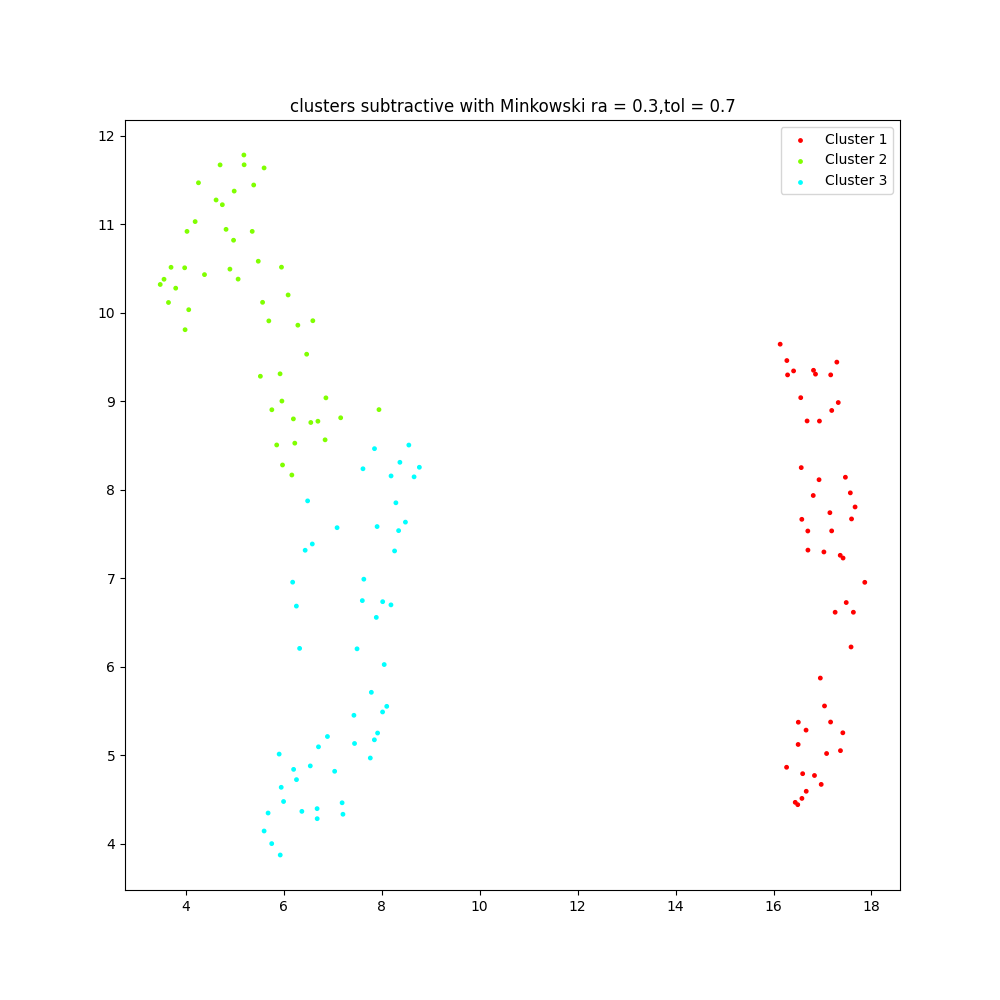 clusters subtractive with Minkowski ra = 0.3,tol = 0.7
12
11
10
9
8
7
6
5
4
Cluster 1
Cluster 2
Cluster 3
4 6 8 10 12 14 16 18